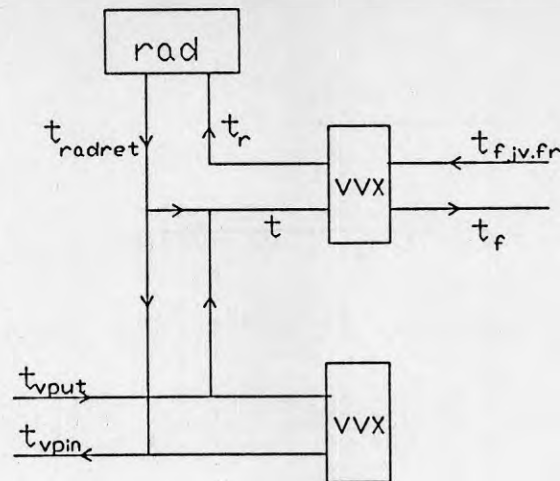 rad
t_radret
t_r
t_f,jv.fr
VVX
t
t_f
t_vput
VVX
t_vpin